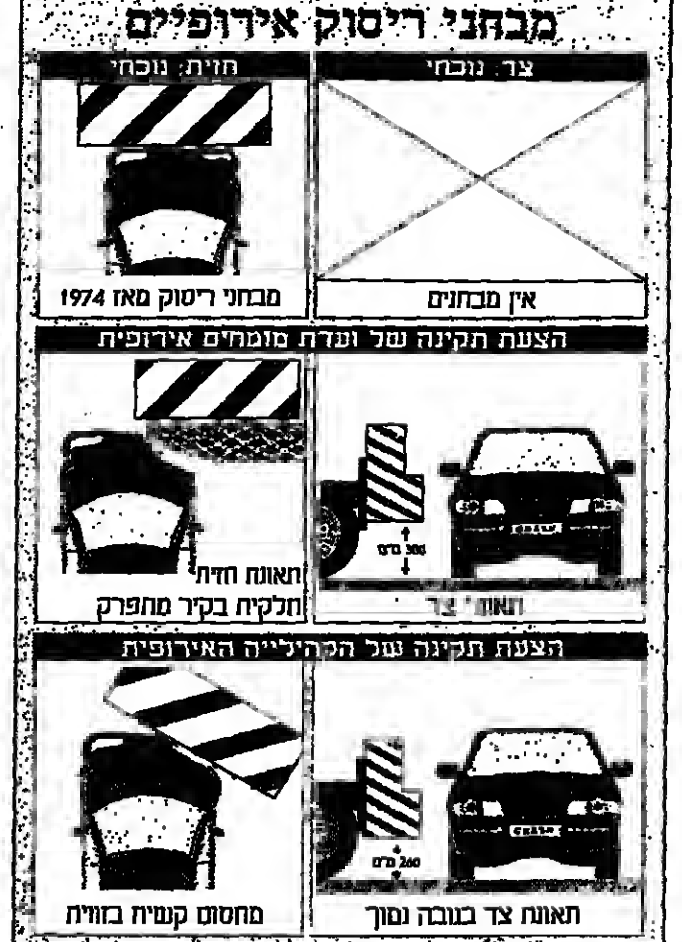 מבחני ריסוק אירופיים
חזית: נוכחי
צד: נוכחי
מבחני ריסוק מאז 1974
אין מבחנים
הצעת תקינה של ועדת מומחים אירופית
תאונת חזית
חלקית בקיר מתפרק
300 מ"מ
תאונת צד
הצעת תקינה של הקהילייה האירופית
מחסום קשיח בזווית
260 מ"מ
תאונת צד בגובה נמוך